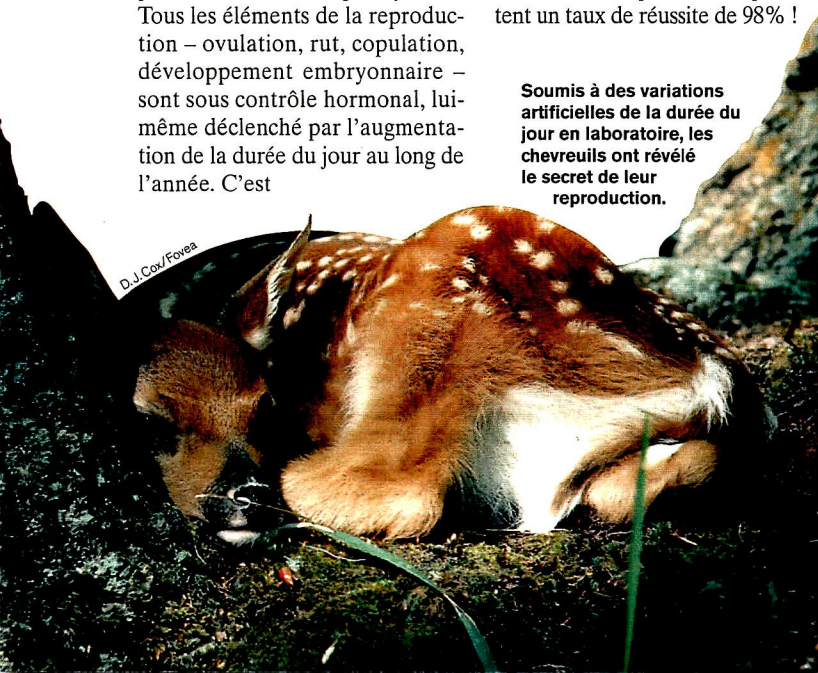 Tous les éléments de la reproduc-
tion – ovulation, rut, copulation,
développement embryonnaire –
sont sous contrôle hormonal, lui-
même déclenché par l'augmenta-
tion de la durée du jour au long de
l'année. C'est
tent un taux de réussite de 98% !
Soumis à des variations
artificielles de la durée du
jour en laboratoire, les
chevreuils ont révélé
le secret de leur
reproduction.
D.J.Cox/Fovea